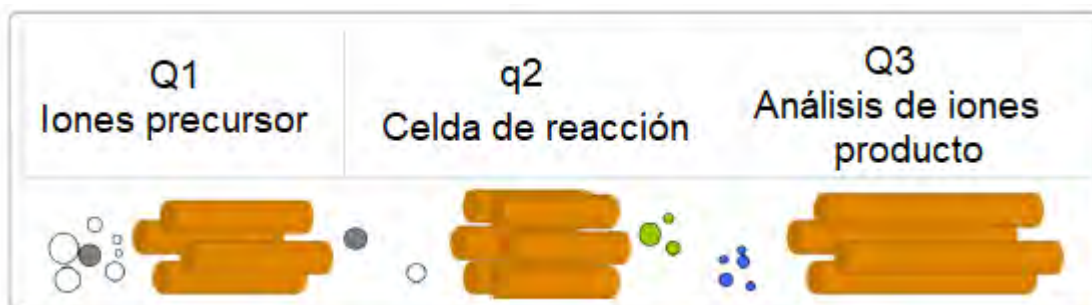 Q1
Iones precursor
q2
Celda de reacción
Q3
Análisis de iones
producto